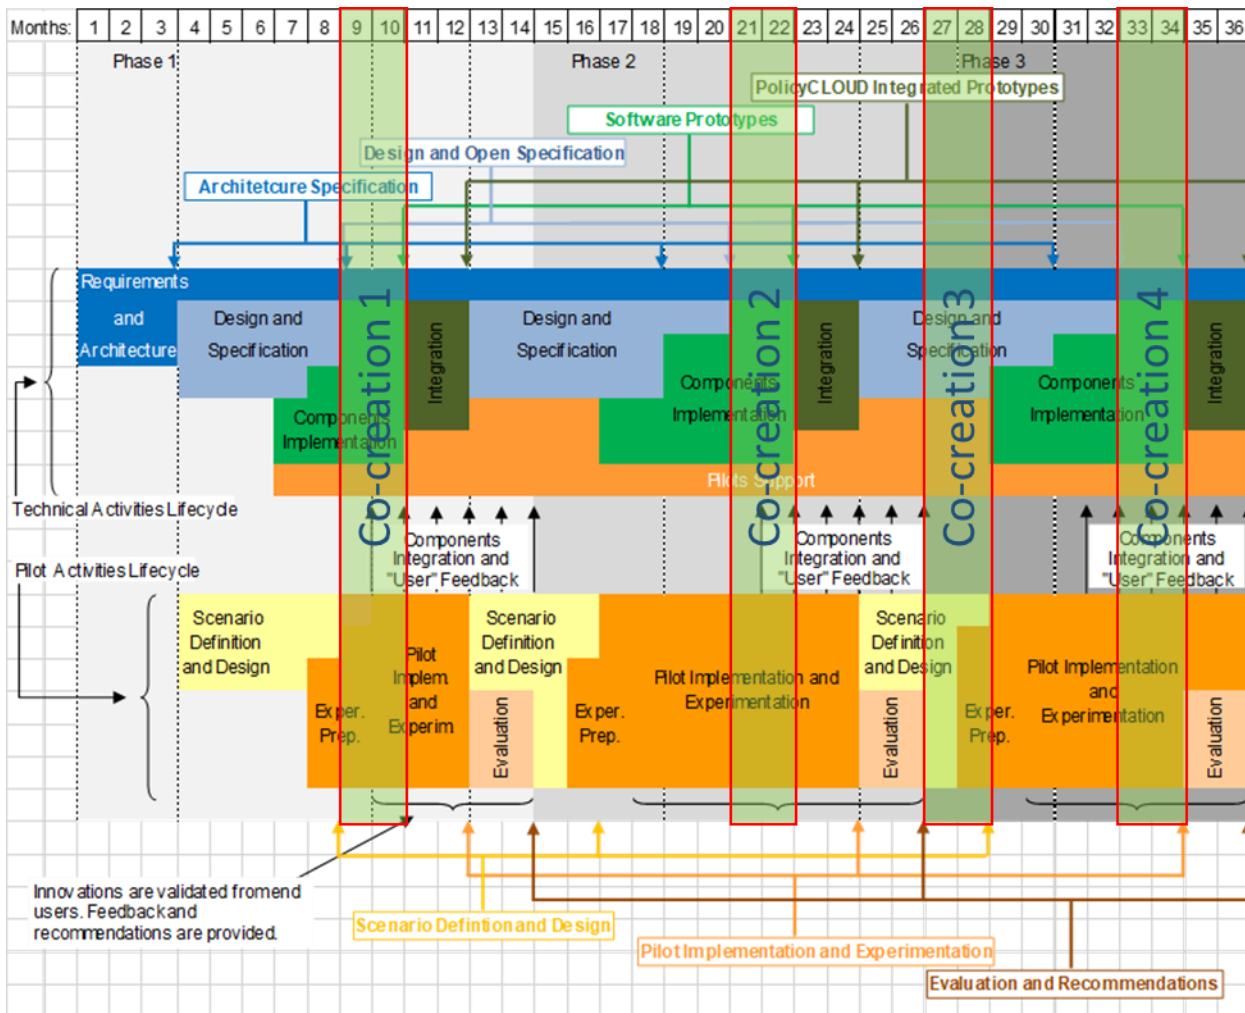 Months: 1 2 3 4 5 6 7 8 9 10 11 12 13 14 15 16 17 18 19 20 21 22 23 24 25 26 27 28 29 30 31 32 33 34 35 36
Phase 1
Phase 2
Phase 3
PolicyCLOUD Integrated Prototypes
Software Prototypes
Design and Open Specification
Architetcure Specification
Requirements
and
Architecture
Design and
Specification
Components
Implementation
Integration
Design and
Specification
Components
Implementation
Integration
Design and
Specification
Components
Implementation
Integration
Pilots Support
Co-creation 1
Co-creation 2
Co-creation 3
Co-creation 4
Technical Activities Lifecycle
Components
Integration and
"User" Feedback
Components
Integration and
"User" Feedback
Components
Integration and
"User" Feedback
Pilot Activities Lifecycle
Scenario
Definition
and Design
Exper.
Prep.
Pilot
Implem.
and
Experim.
Scenario
Definition
and Design
Evaluation
Exper.
Prep.
Pilot Implementation and
Experimentation
Scenario
Definition
and Design
Evaluation
Exper.
Prep.
Pilot Implementation
and
Experimentation
Evaluation
Innovations are validated from end
users. Feedback and
recommendations are provided.
Scenario Defintion and Design
Pilot Implementation and Experimentation
Evaluation and Recommendations